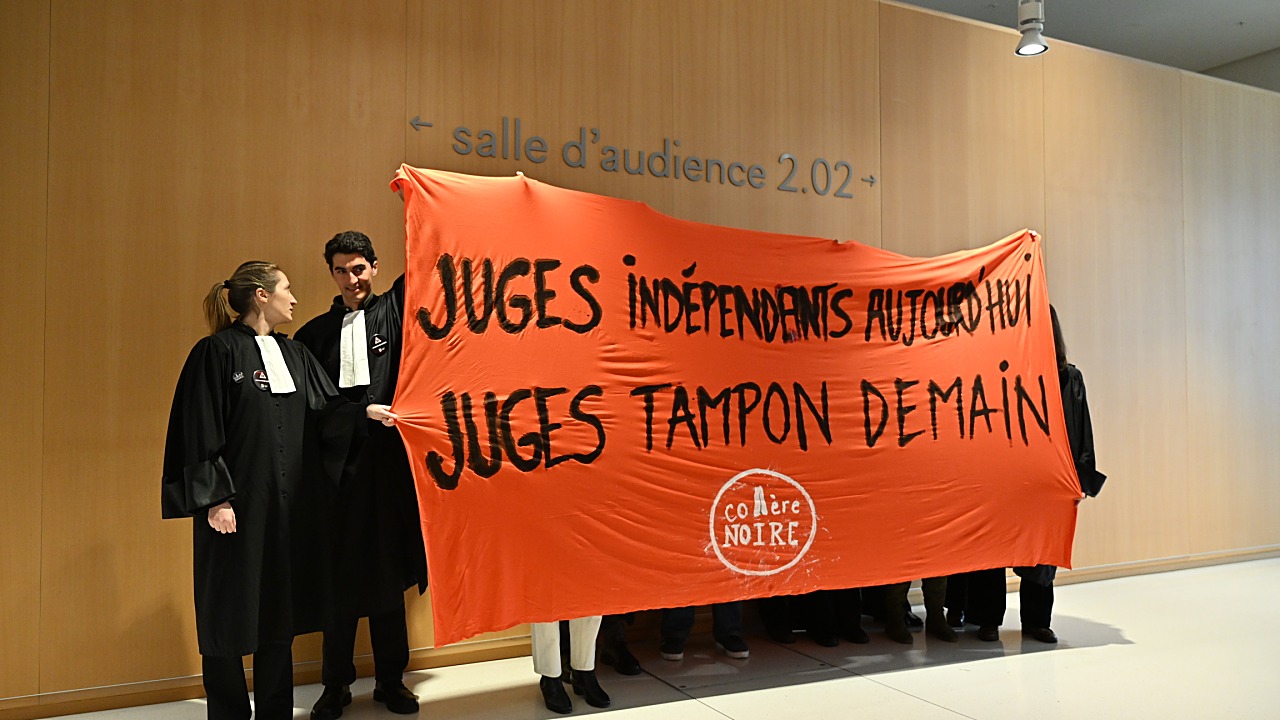 ← salle d'audience 2.02 →
JUGES INDÉPENDANTS AUJOURD'HUI
JUGES TAMPON DEMAIN
COlère
NOIRE